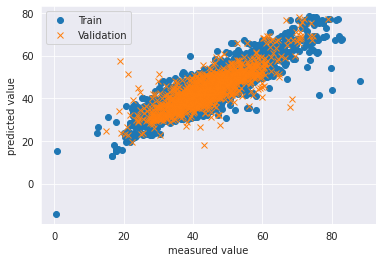 80
60
40
20
0
Train
Validation
predicted value
0 20 40 60 80
measured value